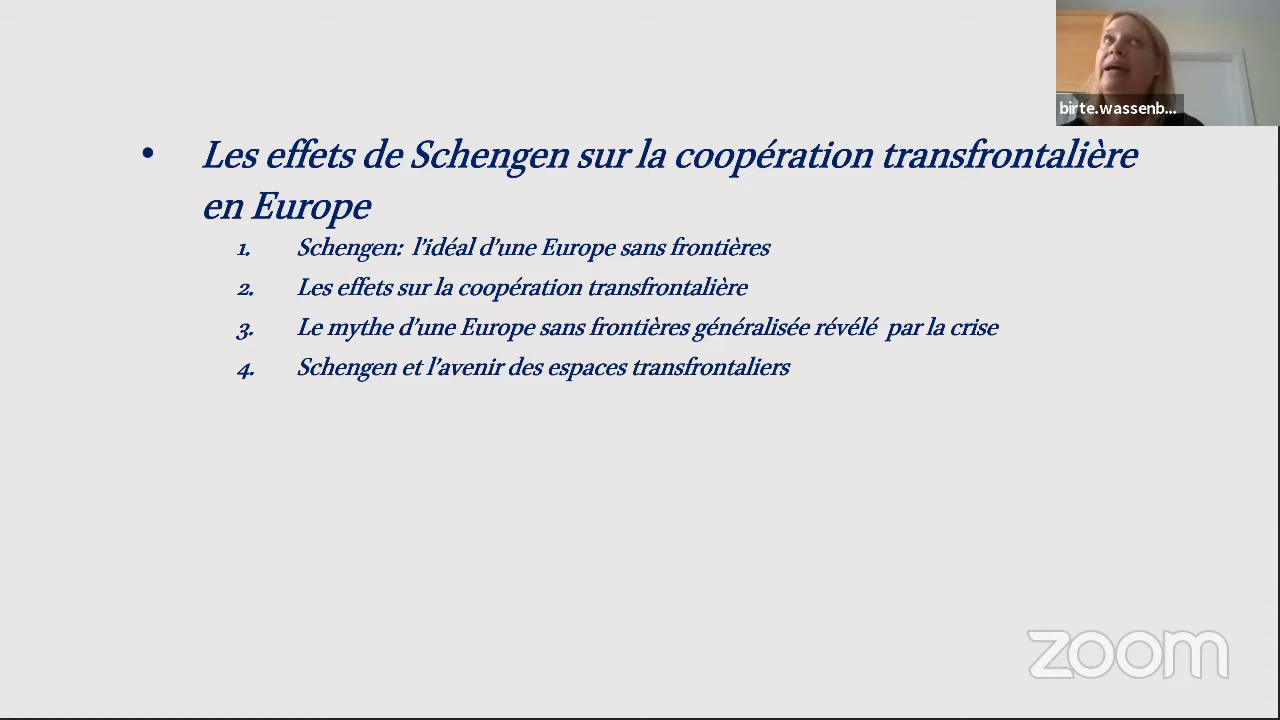 birte.wassenb...
• Les effets de Schengen sur la coopération transfrontalière
en Europe
1. Schengen: l'idéal d'une Europe sans frontières
2. Les effets sur la coopération transfrontalière
3. Le mythe d'une Europe sans frontières généralisée révélé par la crise
4. Schengen et l'avenir des espaces transfrontaliers
zoom